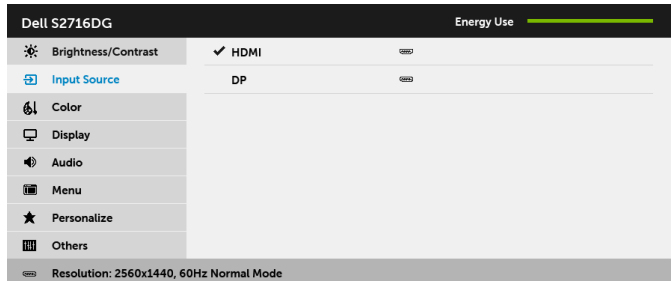 Dell S2716DG
Energy Use
Brightness/Contrast
HDMI
Input Source
DP
Color
Display
Audio
Menu
Personalize
Others
Resolution: 2560x1440, 60Hz Normal Mode